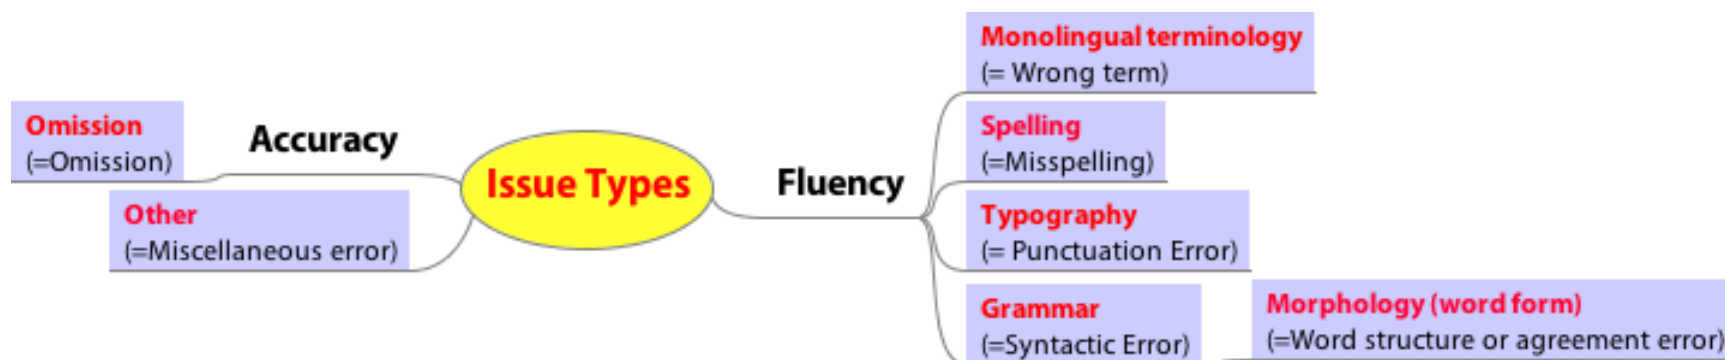 Issue Types
Accuracy
Omission
(=Omission)
Other
(=Miscellaneous error)
Fluency
Monolingual terminology
(= Wrong term)
Spelling
(=Misspelling)
Typography
(= Punctuation Error)
Grammar
(=Syntactic Error)
Morphology (word form)
(=Word structure or agreement error)